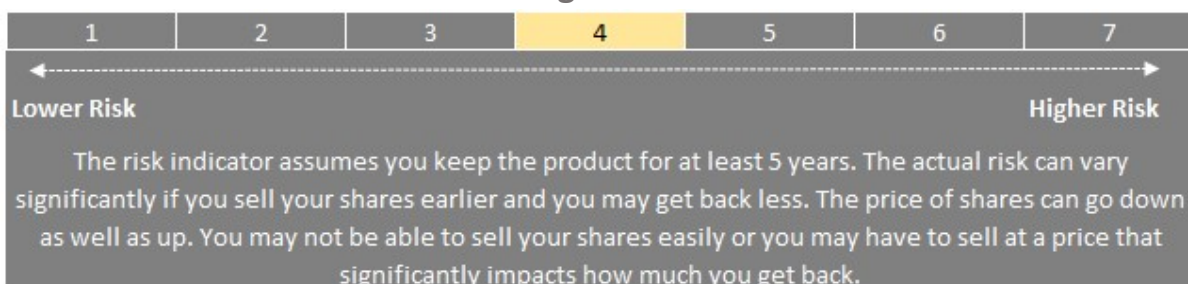 1 2 3 4 5 6 7
Lower Risk Higher Risk
The risk indicator assumes you keep the product for at least 5 years. The actual risk can vary
significantly if you sell your shares earlier and you may get back less. The price of shares can go down
as well as up. You may not be able to sell your shares easily or you may have to sell at a price that
significantly impacts how much you get back.